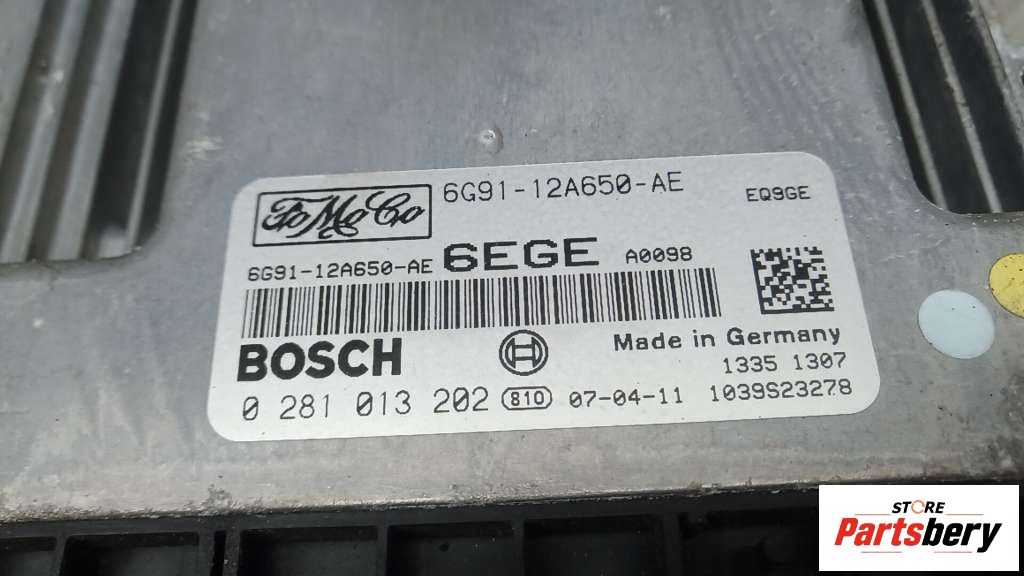 FoMoCo
6G91-12A650-AE
EQ9GE
6G91-12A650-AE 6EGE A0098
BOSCH
Made in Germany
1335 1307
0 281 013 202 810 07-04-11 1039S23278
STORE
Partsbery